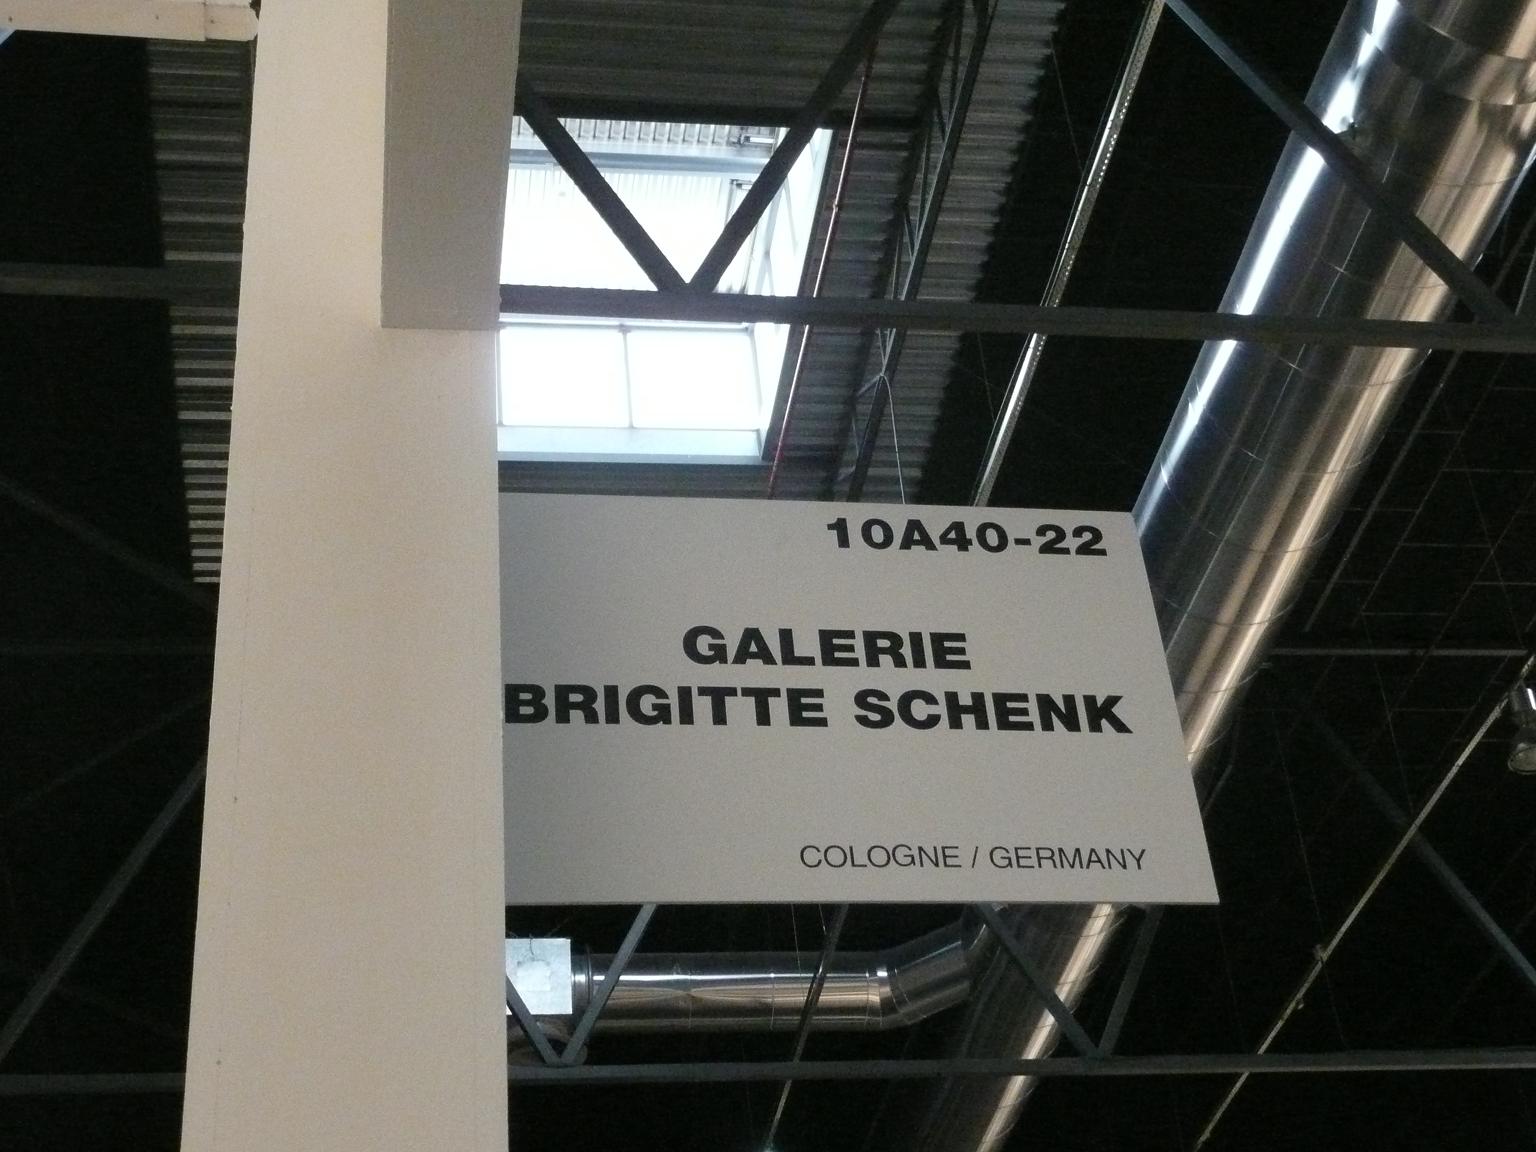 10A40-22
GALERIE
BRIGITTE SCHENK
COLOGNE / GERMANY